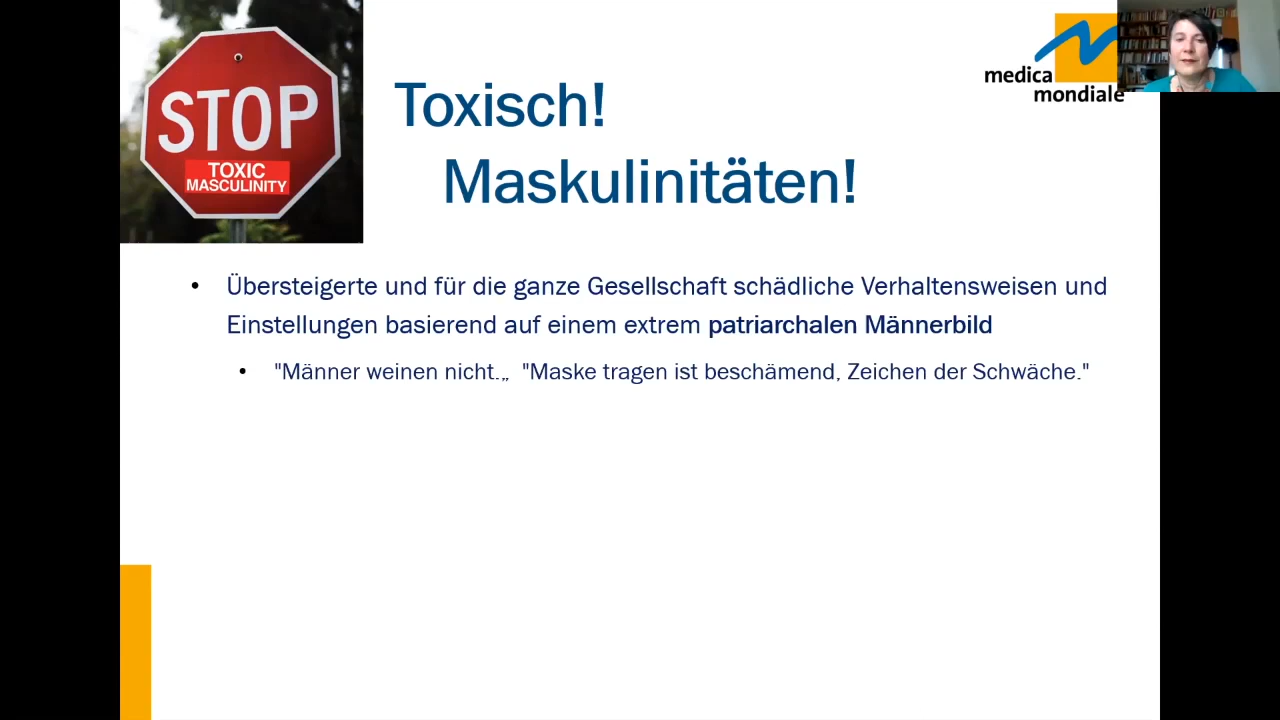 STOP
TOXIC
MASCULINITY
Toxisch!
Maskulinitäten!
medica
mondiale
• Übersteigerte und für die ganze Gesellschaft schädliche Verhaltensweisen und
Einstellungen basierend auf einem extrem patriarchalen Männerbild
• "Männer weinen nicht.„ "Maske tragen ist beschämend, Zeichen der Schwäche."